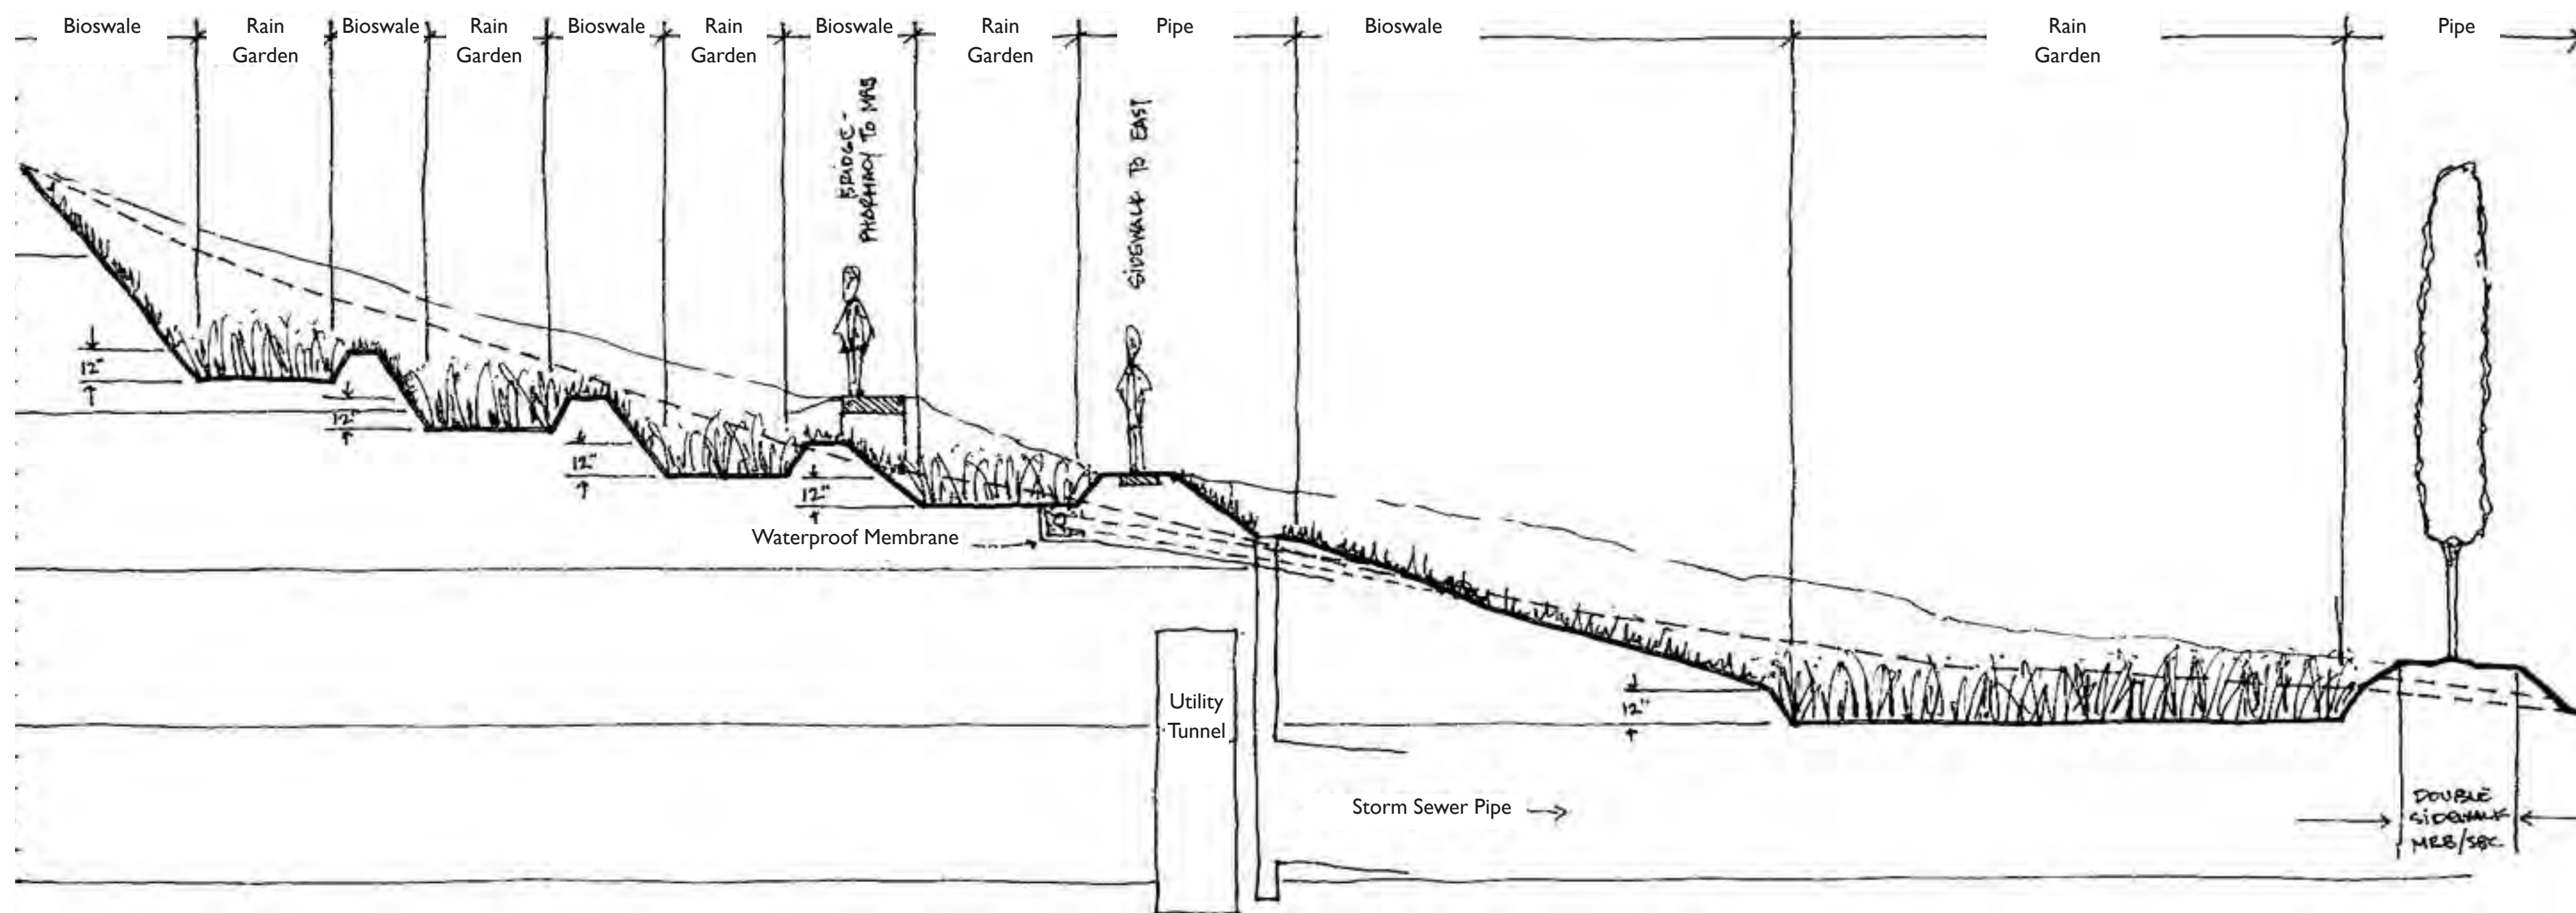 Bioswale
Rain
Garden
Bioswale
Rain
Garden
Bioswale
Rain
Garden
Bioswale
Rain
Garden
Pipe
Bioswale
Rain
Garden
Pipe
BRIDGE -
PHARMACY TO MRB
SIDEWALK TO EAST
12"
12"
12"
12"
Waterproof Membrane
12"
Utility
Tunnel
Storm Sewer Pipe
DOUBLE
SIDEWALK
MRB/SBC